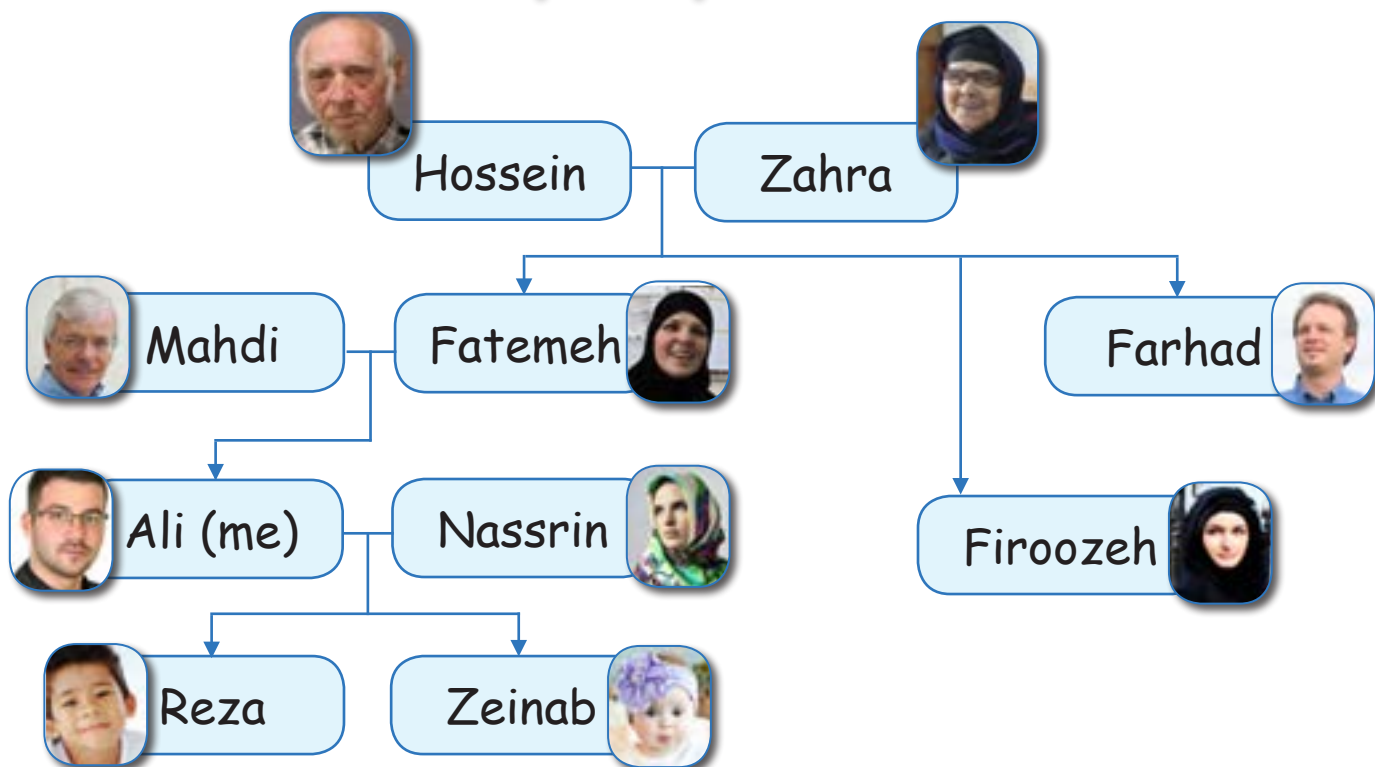 Hossein
Zahra
Mahdi
Fatemeh
Farhad
Ali (me)
Nassrin
Firoozeh
Reza
Zeinab